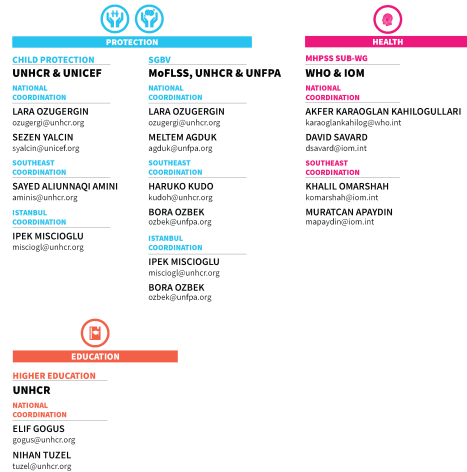 PROTECTION
CHILD PROTECTION
UNHCR & UNICEF
NATIONAL
COORDINATION
LARA OZUGERGIN
ozugergi@unhcr.org
SEZEN YALCIN
syalcin@unicef.org
SOUTHEAST
COORDINATION
SAYED ALIUNNAQI AMINI
aminis@unhcr.org
ISTANBUL
COORDINATION
IPEK MISCIOGLU
misciogl@unhcr.org
SGBV
MoFLSS, UNHCR & UNFPA
NATIONAL
COORDINATION
LARA OZUGERGIN
ozugergi@unhcr.org
MELTEM AGDUK
agduk@unfpa.org
SOUTHEAST
COORDINATION
HARUKO KUDO
kudoh@unhcr.org
BORA OZBEK
ozbek@unfpa.org
ISTANBUL
COORDINATION
IPEK MISCIOGLU
misciogl@unhcr.org
BORA OZBEK
ozbek@unfpa.org
HEALTH
MHPSS SUB-WG
WHO & IOM
NATIONAL
COORDINATION
AKFER KARAOGLAN KAHILOGULLARI
karaoglankahilog@who.int
DAVID SAVARD
dsavard@iom.int
SOUTHEAST
COORDINATION
KHALIL OMARSHAH
komarshah@iom.int
MURATCAN APAYDIN
mapaydin@iom.int
EDUCATION
HIGHER EDUCATION
UNHCR
NATIONAL
COORDINATION
ELIF GOGUS
gogus@unhcr.org
NIHAN TUZEL
tuzel@unhcr.org